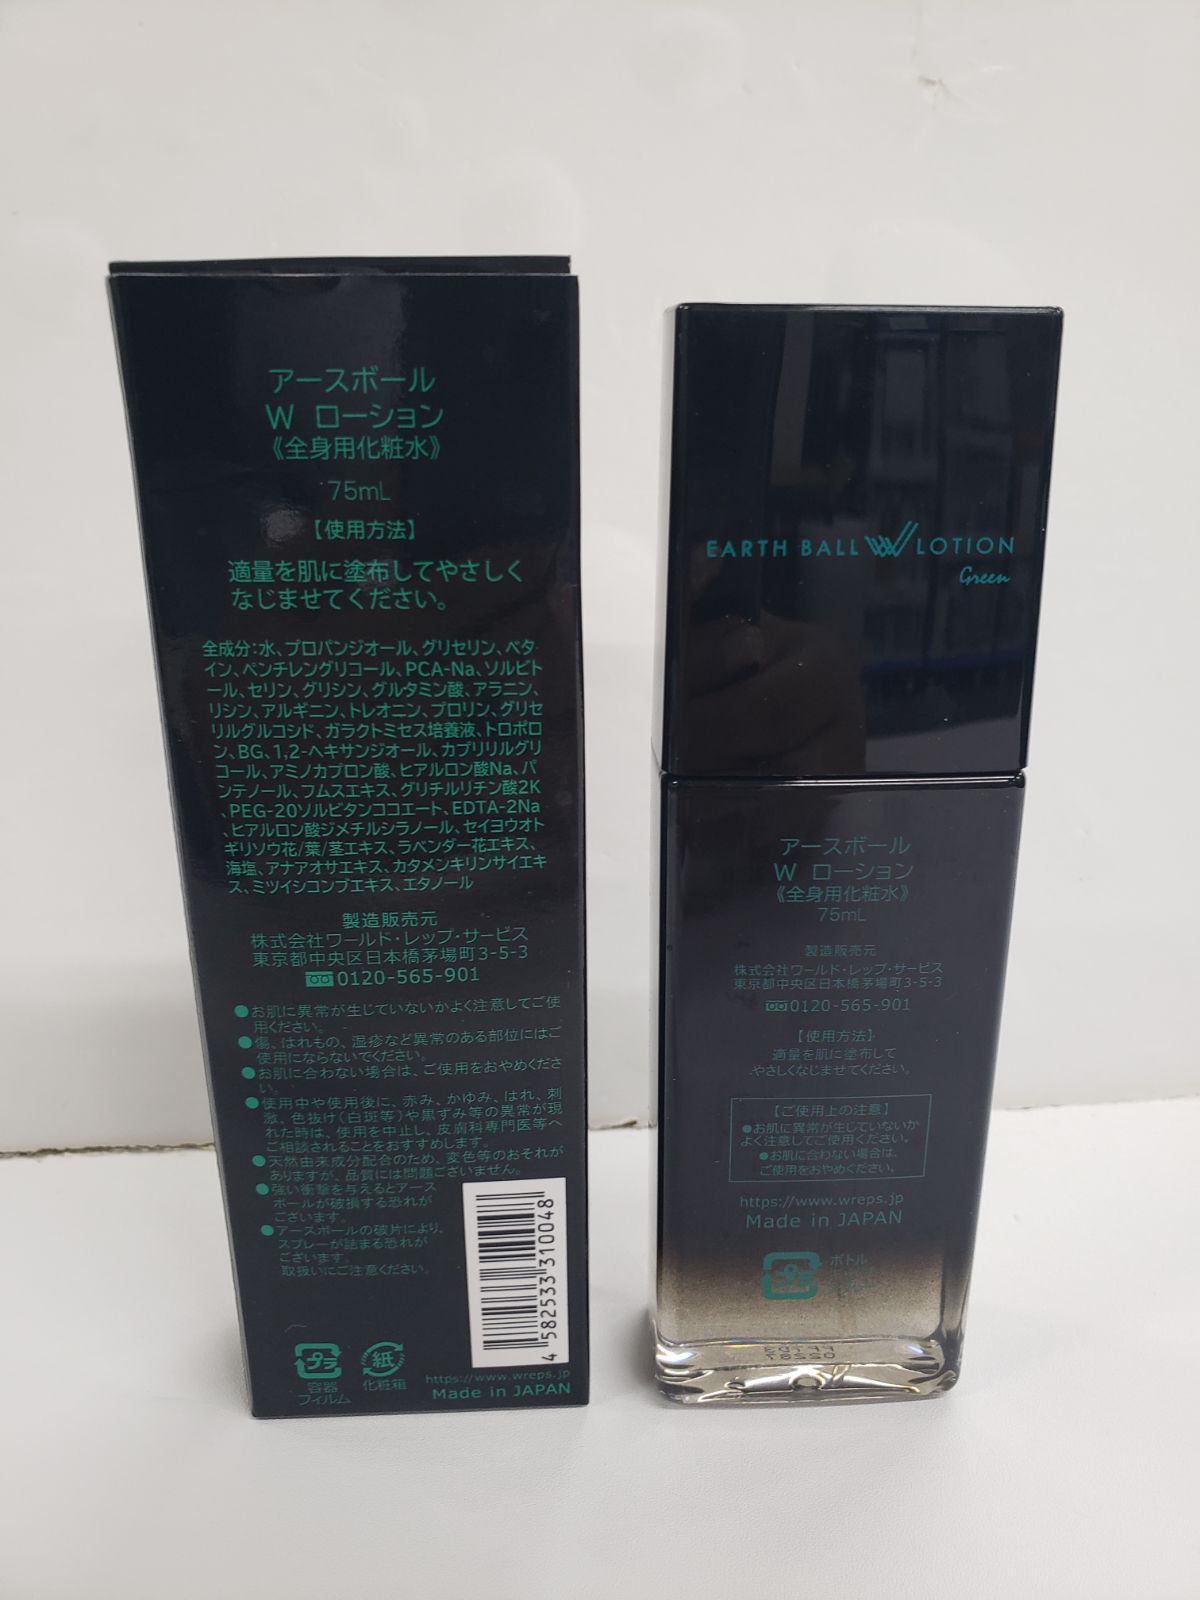 アースボール
W ローション
《全身用化粧水》
75mL
【使用方法】
適量を肌に塗布してやさしく
なじませてください。
全成分:水、プロパンジオール、グリセリン、ベタ
イン、ペンチレングリコール、PCA-Na、ソルビト
ール、セリン、グリシン、グルタミン酸、アラニン、
リシン、アルギニン、トレオニン、プロリン、グリセ
リルグルコシド、ガラクトミセス培養液、トロポロ
ン、BG、1,2-ヘキサンジオール、カプリリルグリ
コール、アミノカプロン酸、ヒアルロン酸Na、パ
ンテノール、フムスエキス、グリチルリチン酸2K
、PEG-20ソルビタンココエート、EDTA-2Na
、ヒアルロン酸ジメチルシラノール、セイヨウオト
ギリソウ花/葉/茎エキス、ラベンダー花エキス、
海塩、アナアオサエキス、カタメンキリンサイエキ
ス、ミツイシコンブエキス、エタノール
製造販売元
株式会社ワールド・レップ・サービス
東京都中央区日本橋茅場町3-5-3
0120-565-901
●お肌に異常が生じていないかよく注意してご使
用ください。
●傷、はれもの、湿疹など異常のある部位にはご
使用にならないでください。
●お肌に合わない場合は、ご使用をおやめくださ
い。
●使用中や使用後に、赤み、かゆみ、はれ、刺
激、色抜け(白斑等)や黒ずみ等の異常が現
れた時は、使用を中止し、皮膚科専門医等へ
ご相談されることをおすすめします。
●天然由来成分配合のため、変色等のおそれが
ありますが、品質には問題ございません。
●強い衝撃を与えるとアース
ボールが破損する恐れが
ございます。
●アースボールの破片により、
スプレーが詰まる恐れが
ございます。
取扱いにご注意ください。
4 582533 310048
プラ
容器
フィルム
紙
化粧箱
https://www.wreps.jp
Made in JAPAN
EARTH BALL W LOTION
Green
アースボール
W ローション
《全身用化粧水》
75mL
製造販売元
株式会社ワールド・レップ・サービス
東京都中央区日本橋茅場町3-5-3
0120-565-901
【使用方法】
適量を肌に塗布して
やさしくなじませてください。
【ご使用上の注意】
●お肌に異常が生じていないか
よく注意してご使用ください。
●お肌に合わない場合は、
ご使用をおやめください。
https://www.wreps.jp
Made in JAPAN
プラ
ボトル